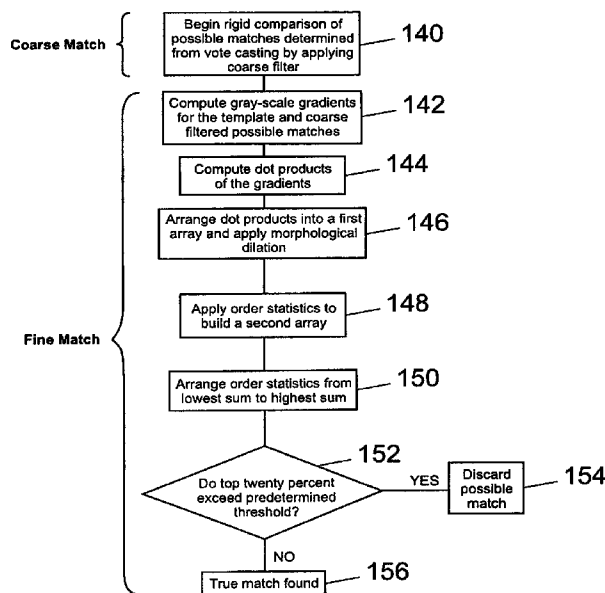 Coarse Match
Begin rigid comparison of
possible matches determined
from vote casting by applying
coarse filter
140
Fine Match
Compute gray-scale gradients
for the template and coarse
filtered possible matches
142
Compute dot products
of the gradients
144
Arrange dot products into a first
array and apply morphological
dilation
146
Apply order statistics to
build a second array
148
Arrange order statistics from
lowest sum to highest sum
150
152
Do top twenty percent
exceed predetermined
threshold?
YES
Discard
possible
match
154
NO
True match found
156